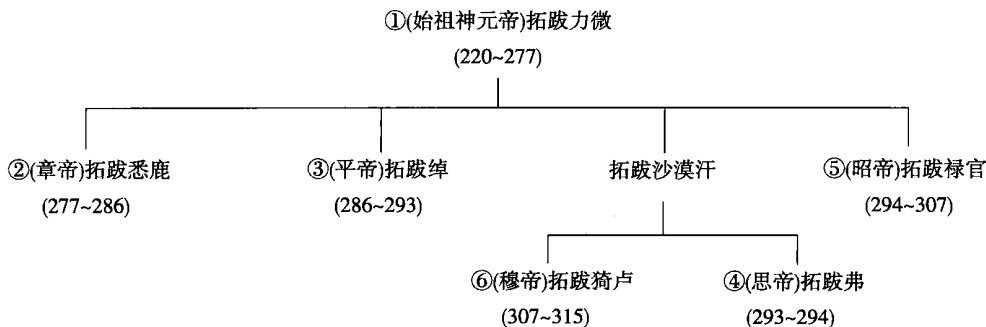 ①(始祖神元帝)拓跋力微
(220~277)
②(章帝)拓跋悉鹿
(277~286)
③(平帝)拓跋绰
(286~293)
拓跋沙漠汗
⑤(昭帝)拓跋禄官
(294~307)
⑥(穆帝)拓跋猗卢
(307~315)
④(思帝)拓跋弗
(293~294)